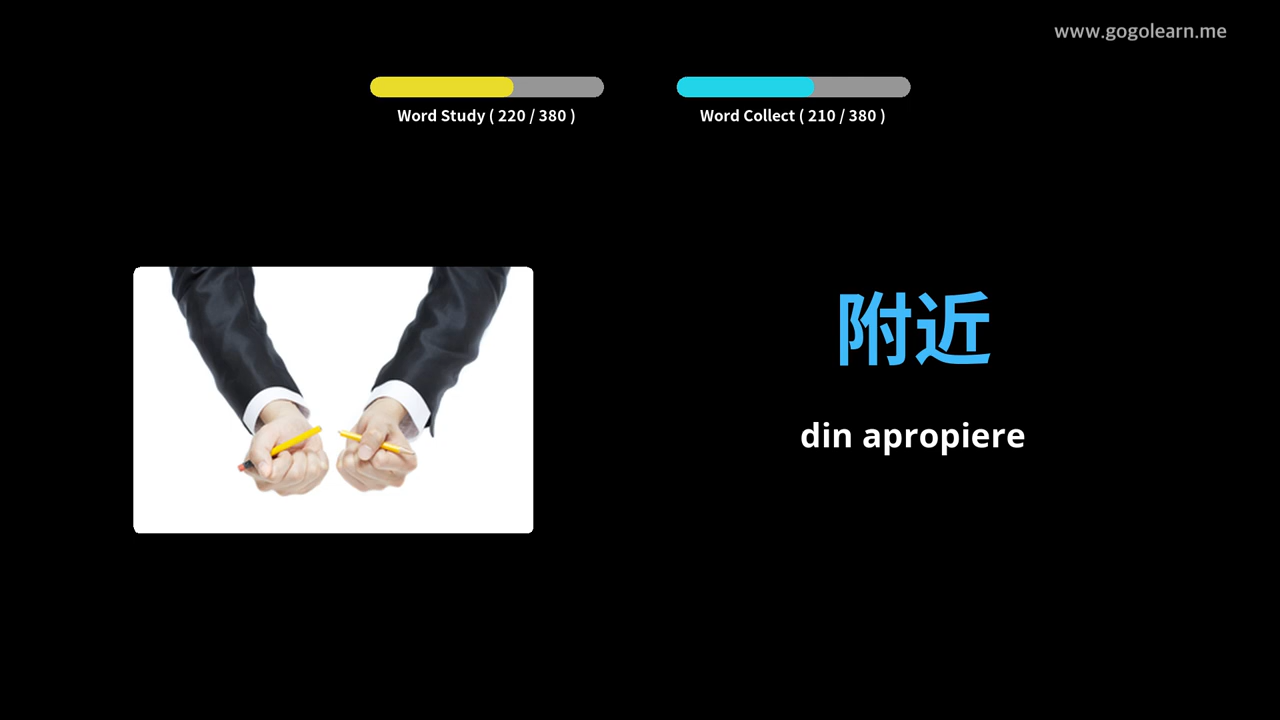 www.gogolearn.me
Word Study ( 220 / 380 )
Word Collect ( 210 / 380 )
附近
din apropiere